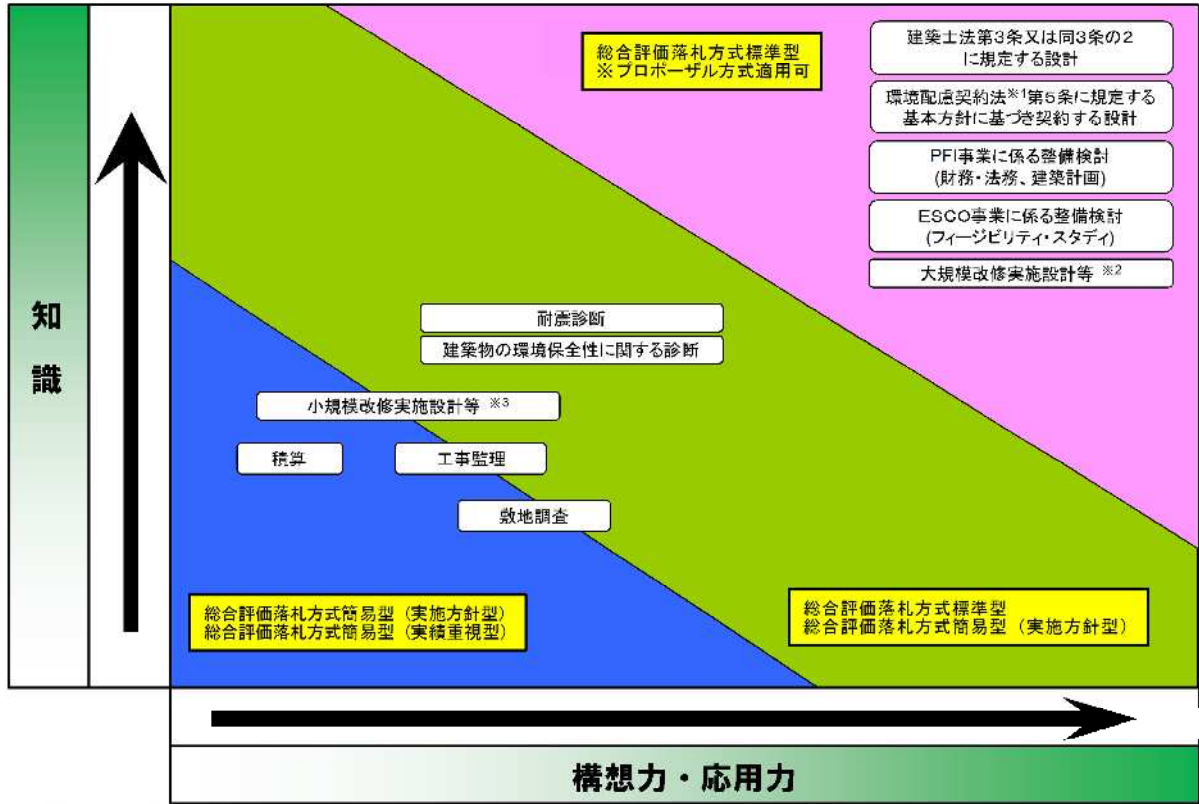 総合評価落札方式標準型
※プロポーザル方式適用可
建築士法第3条又は同3条の2
に規定する設計
環境配慮契約法※1第5条に規定する
基本方針に基づき契約する設計
PFI事業に係る整備検討
(財務・法務、建築計画)
ESCO事業に係る整備検討
(フィージビリティ・スタディ)
大規模改修実施設計等 ※2
知
識
耐震診断
建築物の環境保全性に関する診断
小規模改修実施設計等 ※3
積算
工事監理
敷地調査
総合評価落札方式簡易型（実施方針型）
総合評価落札方式簡易型（実績重視型）
総合評価落札方式標準型
総合評価落札方式簡易型（実施方針型）
構想力・応用力